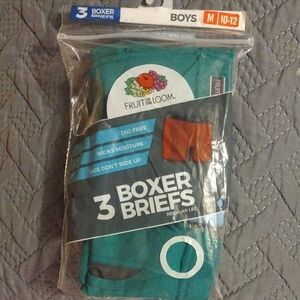 3 BOXER
BRIEFS
BOYS M 10-12
FRUIT OF THE LOOM
TAG-FREE
WICKS MOISTURE
LEGS DON'T RIDE UP
3 BOXER
BRIEFS
REGULAR LEG